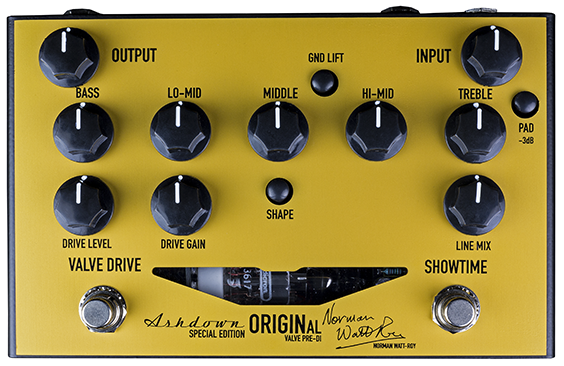 OUTPUT
GND LIFT
INPUT
BASS
LO-MID
MIDDLE
HI-MID
TREBLE
PAD
-3dB
SHAPE
DRIVE LEVEL
DRIVE GAIN
LINE MIX
VALVE DRIVE
SHOWTIME
3617
Ashdown
SPECIAL EDITION
ORIGINAL
VALVE PRE-DI
Norman
Watt Roy
NORMAN WATT-ROY